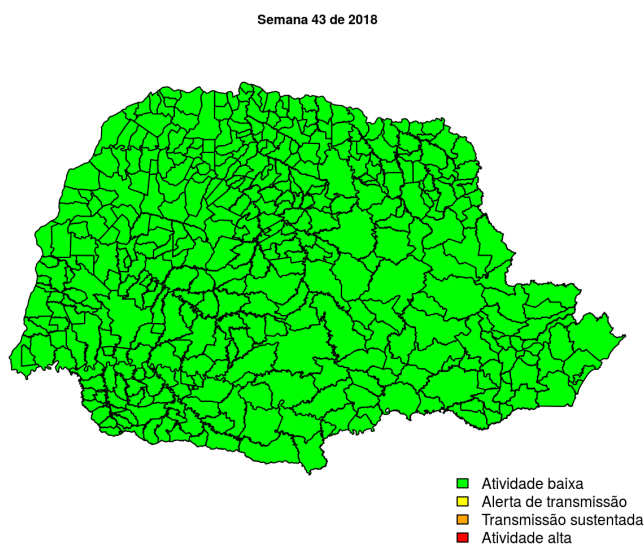 Semana 43 de 2018
Atividade baixa
Alerta de transmissão
Transmissão sustentada
Atividade alta